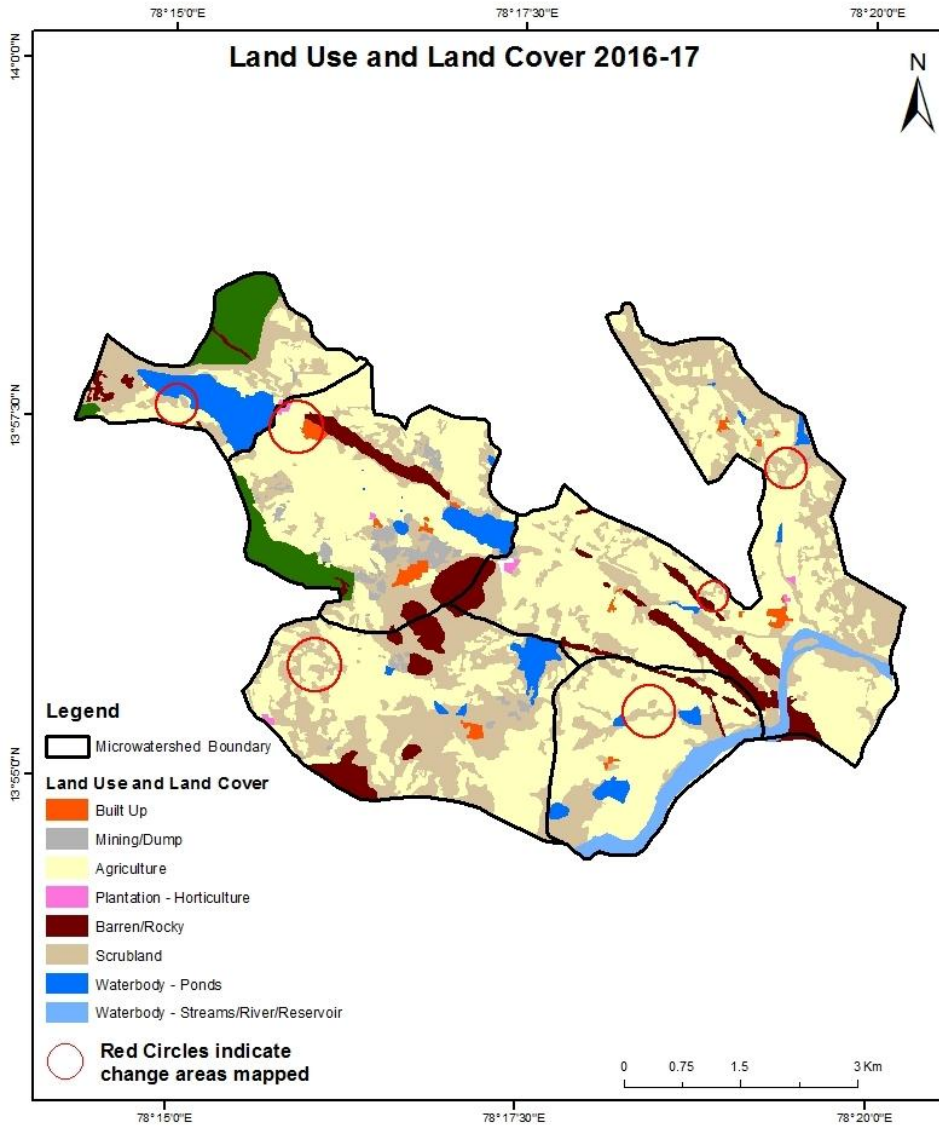 78°15'0"E
78°17'30"E
78°20'0"E
14°0'0"N
Land Use and Land Cover 2016-17
N
13°57'30"N
13°55'0"N
Legend
Microwatershed Boundary
Land Use and Land Cover
Built Up
Mining/Dump
Agriculture
Plantation - Horticulture
Barren/Rocky
Scrubland
Waterbody - Ponds
Waterbody - Streams/River/Reservoir
Red Circles indicate
change areas mapped
0 0.75 1.5 3 Km
78°15'0"E
78°17'30"E
78°20'0"E